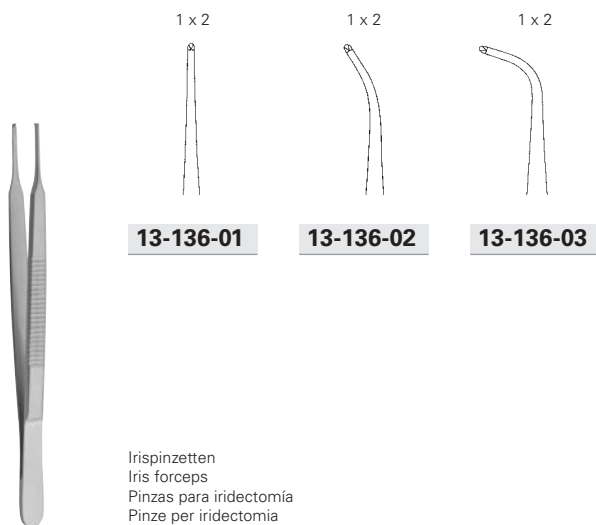 1 x 2 1 x 2 1 x 2
13-136-01 13-136-02 13-136-03
Irispinzetten
Iris forceps
Pinzas para iridectomía
Pinze per iridectomia